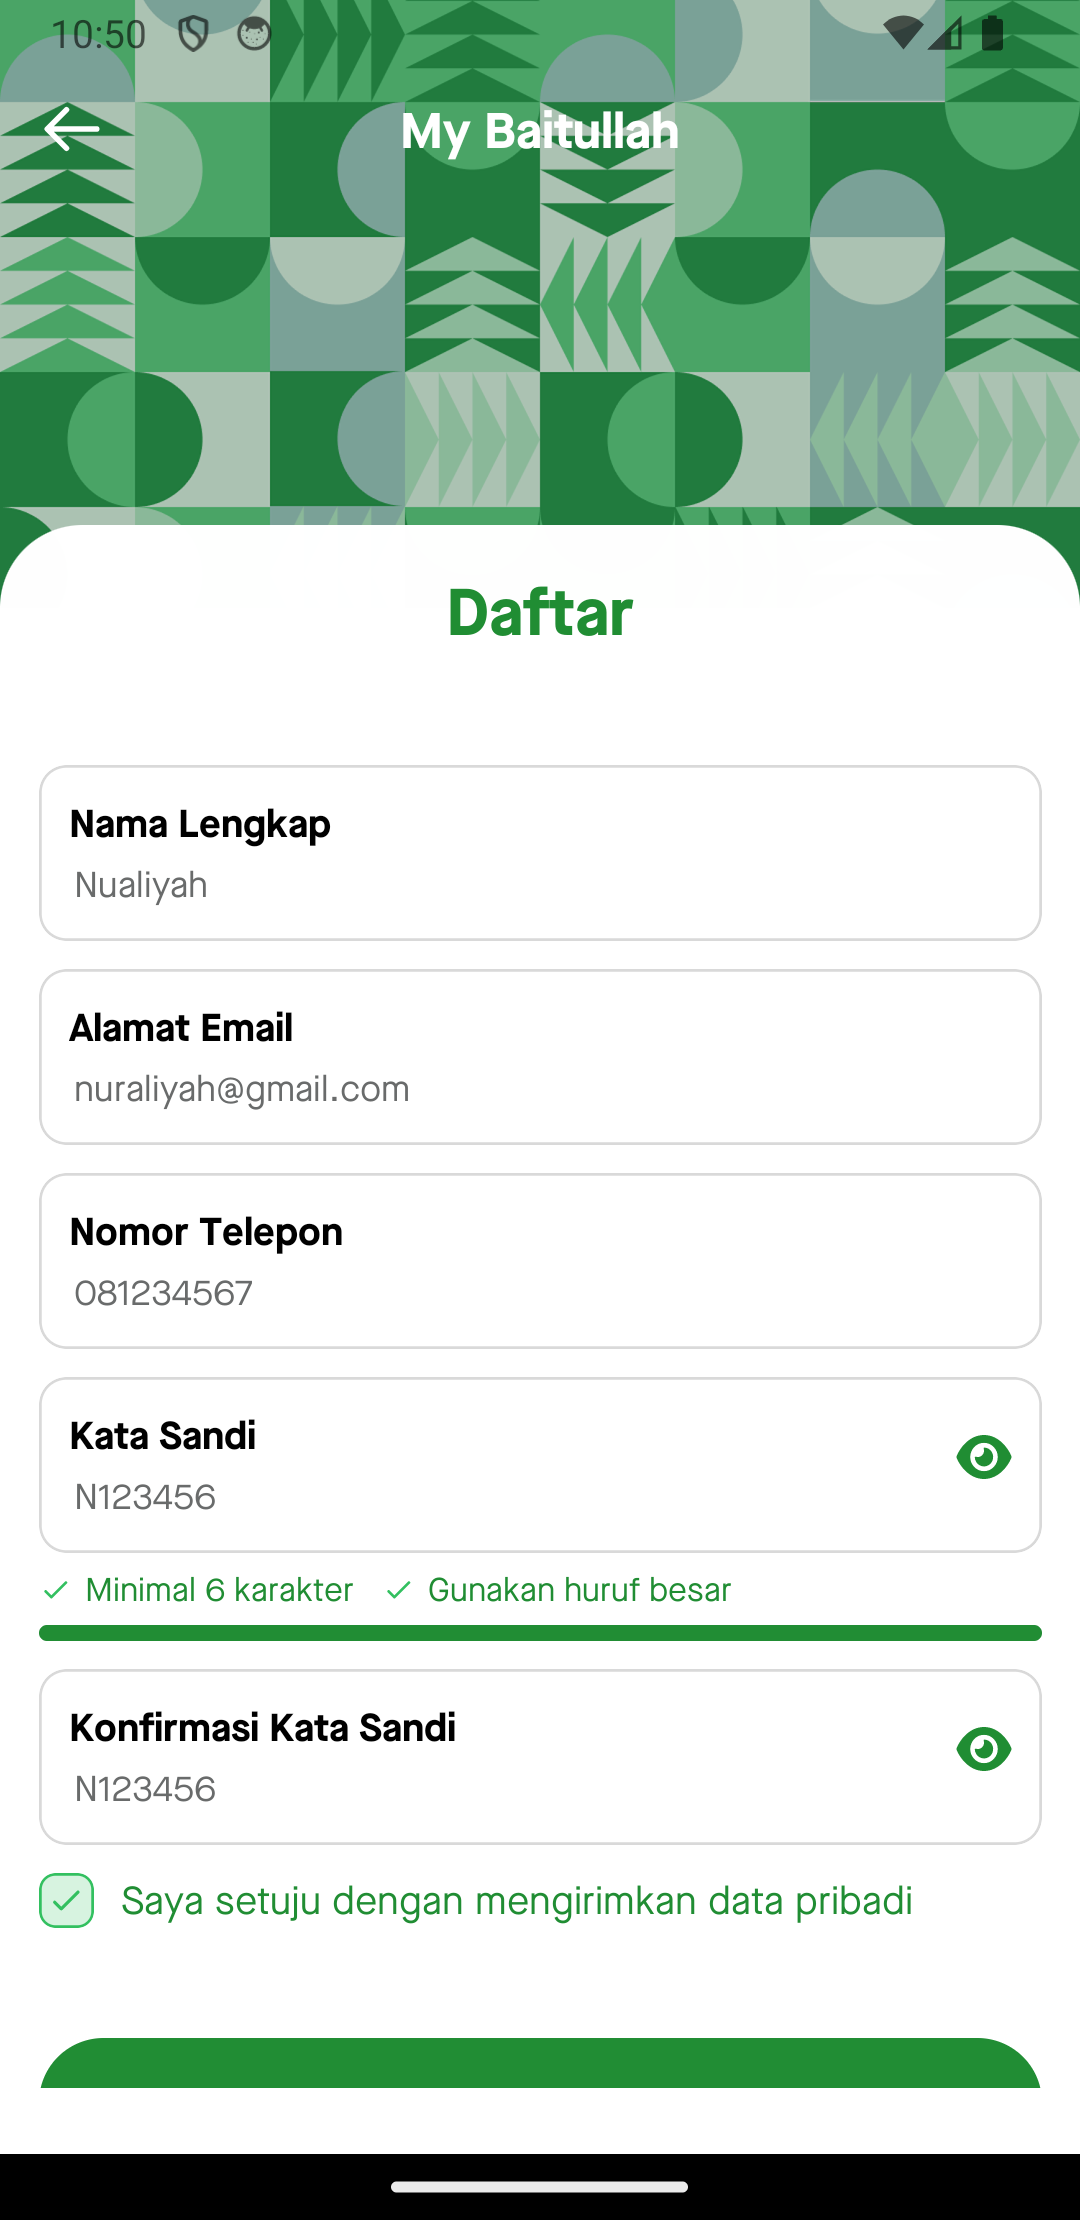 10:50
My Baitullah
Daftar
Nama Lengkap
Nualiyah
Alamat Email
nuraliyah@gmail.com
Nomor Telepon
081234567
Kata Sandi
N123456
Minimal 6 karakter Gunakan huruf besar
Konfirmasi Kata Sandi
N123456
Saya setuju dengan mengirimkan data pribadi